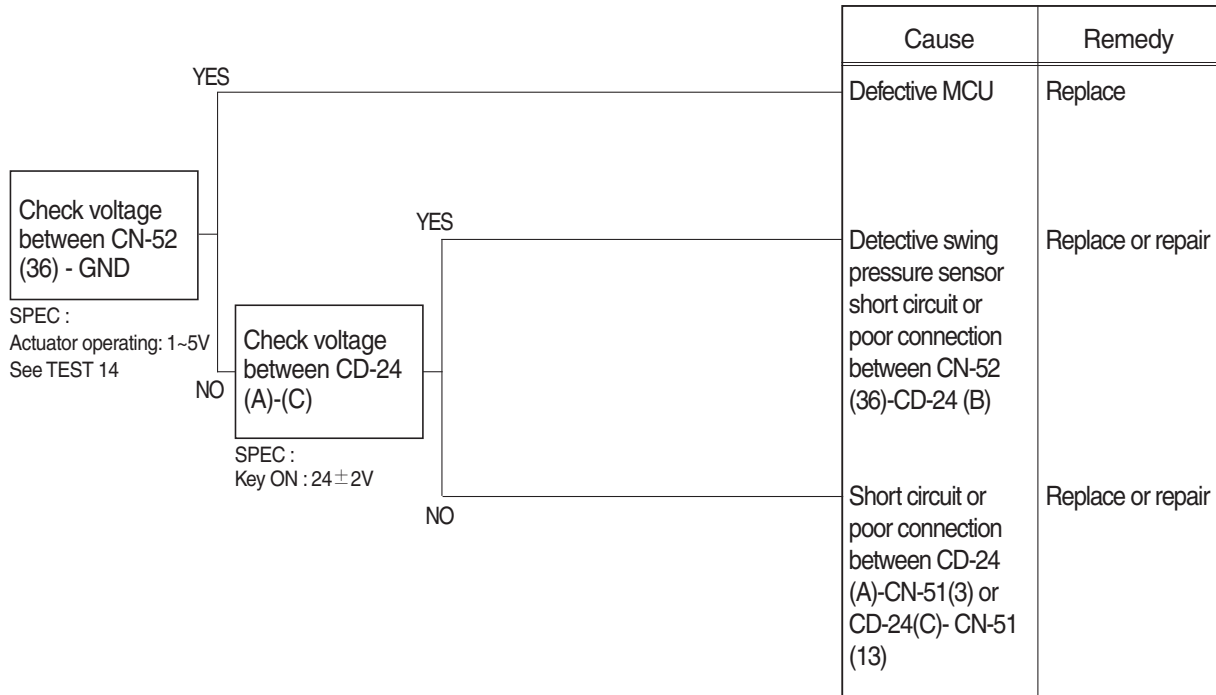 Cause
Remedy
YES
Defective MCU
Replace
Check voltage
between CN-52
(36) - GND
SPEC :
Actuator operating: 1~5V
See TEST 14
NO
YES
Detective swing
pressure sensor
short circuit or
poor connection
between CN-52
(36)-CD-24 (B)
Replace or repair
Check voltage
between CD-24
(A)-(C)
SPEC :
Key ON : 24±2V
NO
Short circuit or
poor connection
between CD-24
(A)-CN-51(3) or
CD-24(C)- CN-51
(13)
Replace or repair